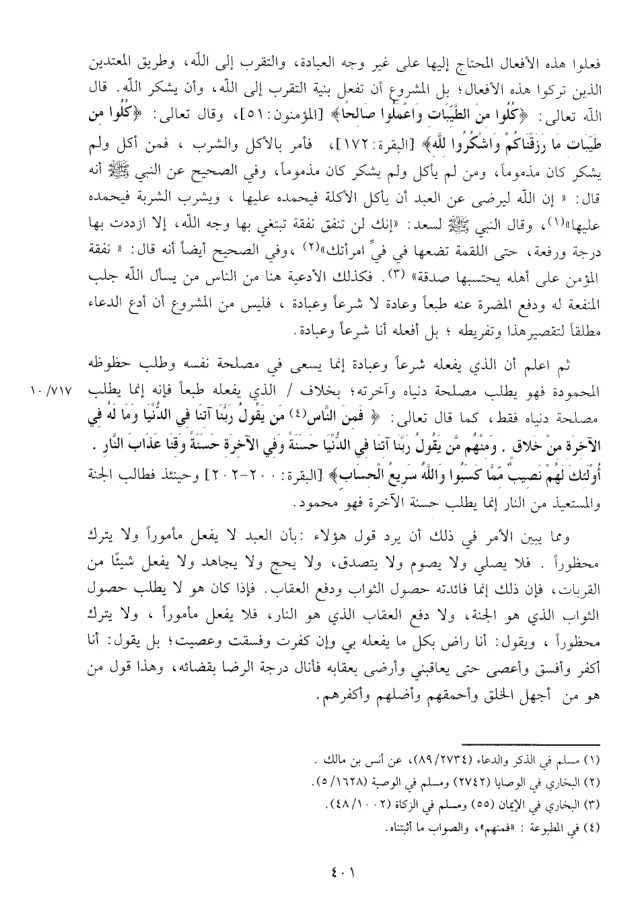 فعلوا هذه الأفعال المحتاج إليها على غير وجه العبادة، والتقرب إلى الله، وطريق المعتدين
الذين تركوا هذه الأفعال؛ بل المشروع أن تفعل بنية التقرب إلى الله، وأن يشكر الله. قال
الله تعالى: ﴿كُلُوا مِنَ الطَّيِّبَاتِ وَاعْمَلُوا صَالِحًا﴾ [المؤمنون:٥١]، وقال تعالى: ﴿كُلُوا مِن
طَيِّبَاتِ مَا رَزَقْنَاكُمْ وَاشْكُرُوا لِلَّهِ﴾ [البقرة:١٧٢]، فأمر بالأكل والشرب ، فمن أكل ولم
يشكر كان مذموماً، ومن لم يأكل ولم يشكر كان مذموماً، وفي الصحيح عن النبي ﷺ أنه
قال: « إن الله ليرضى عن العبد أن يأكل الأكلة فيحمده عليها ، ويشرب الشربة فيحمده
عليها»(١)، وقال النبي ﷺ لسعد: «إنك لن تنفق نفقة تبتغي بها وجه الله، إلا ازددت بها
درجة ورفعة، حتى اللقمة تضعها في فيِّ امرأتك»(٢) ،وفي الصحيح أيضاً أنه قال: « نفقة
المؤمن على أهله يحتسبها صدقة» (٣). فكذلك الأدعية هنا من الناس من يسأل الله جلب
المنفعة له ودفع المضرة عنه طبعاً وعادة لا شرعاً وعبادة ، فليس من المشروع أن أدع الدعاء
مطلقاً لتقصيرهذا وتفريطه ؛ بل أفعله أنا شرعاً وعبادة.
ثم اعلم أن الذي يفعله شرعاً وعبادة إنما يسعى في مصلحة نفسه وطلب حظوظه
المحمودة فهو يطلب مصلحة دنياه وآخرته؛ بخلاف / الذي يفعله طبعاً فإنه إنما يطلب ١٠/٧١٧
مصلحة دنياه فقط، كما قال تعالى: ﴿ فَمِنَ النَّاسِ(٤) مَن يَقُولُ رَبَّنَا آتِنَا فِي الدُّنْيَا وَمَا لَهُ فِي
الآخِرَةِ مِنْ خَلاقٍ . وَمِنْهُم مَّن يَقُولُ رَبَّنَا آتِنَا فِي الدُّنْيَا حَسَنَةً وَفِي الآخِرَةِ حَسَنَةً وَقِنَا عَذَابَ النَّارِ .
أُوْلَئِكَ لَهُمْ نَصِيبٌ مِّمَّا كَسَبُوا وَاللَّهُ سَرِيعُ الْحِسَابِ﴾ [البقرة: ٢٠٠-٢٠٢] وحينئذ فطالب الجنة
والمستعيذ من النار إنما يطلب حسنة الآخرة فهو محمود.
ومما يبين الأمر في ذلك أن يرد قول هؤلاء :بأن العبد لا يفعل مأموراً ولا يترك
محظوراً . فلا يصلي ولا يصوم ولا يتصدق، ولا يحج ولا يجاهد ولا يفعل شيئًا من
القربات، فإن ذلك إنما فائدته حصول الثواب ودفع العقاب. فإذا كان هو لا يطلب حصول
الثواب الذي هو الجنة، ولا دفع العقاب الذي هو النار، فلا يفعل مأموراً ، ولا يترك
محظوراً ، ويقول: أنا راض بكل ما يفعله بي وإن كفرت وفسقت وعصيت؛ بل يقول: أنا
أكفر وأفسق وأعصى حتى يعاقبني وأرضى بعقابه فأنال درجة الرضا بقضائه، وهذا قول من
هو من أجهل الخلق وأحمقهم وأضلهم وأكفرهم.
(١) مسلم في الذكر والدعاء (٨٩/٢٧٣٤)، عن أنس بن مالك .
(٢) البخاري في الوصايا (٢٧٤٢) ومسلم في الوصية (٥/١٦٢٨).
(٣) البخاري في الإيمان (٥٥) ومسلم في الزكاة (٤٨/١٠٠٢).
(٤) في المطبوعة : «فمنهم»، والصواب ما أثبتناه.
٤٠١